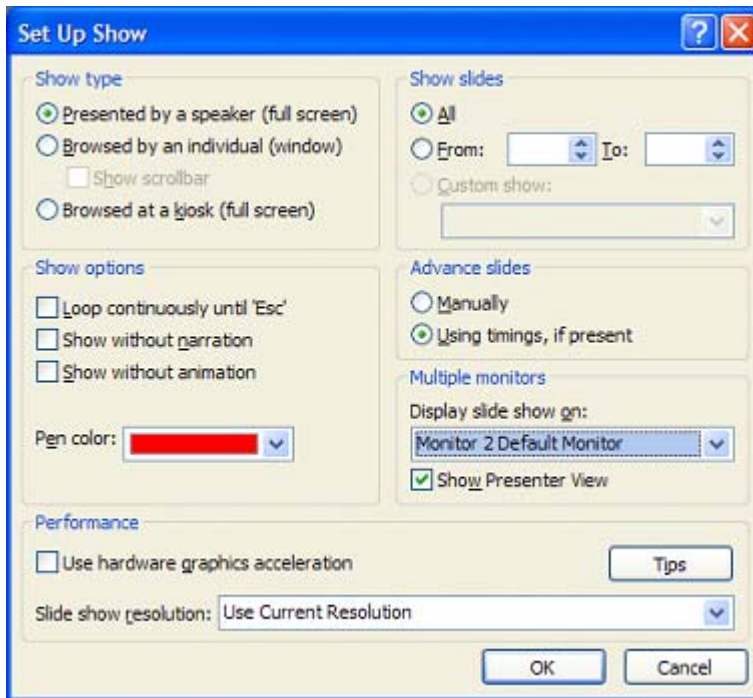 Set Up Show
Show type
Presented by a speaker (full screen)
Browsed by an individual (window)
Show scrollbar
Browsed at a kiosk (full screen)
Show slides
All
From: To:
Custom show:
Show options
Loop continuously until 'Esc'
Show without narration
Show without animation
Pen color:
Advance slides
Manually
Using timings, if present
Multiple monitors
Display slide show on:
Monitor 2 Default Monitor
Show Presenter View
Performance
Use hardware graphics acceleration
Tips
Slide show resolution: Use Current Resolution
OK Cancel